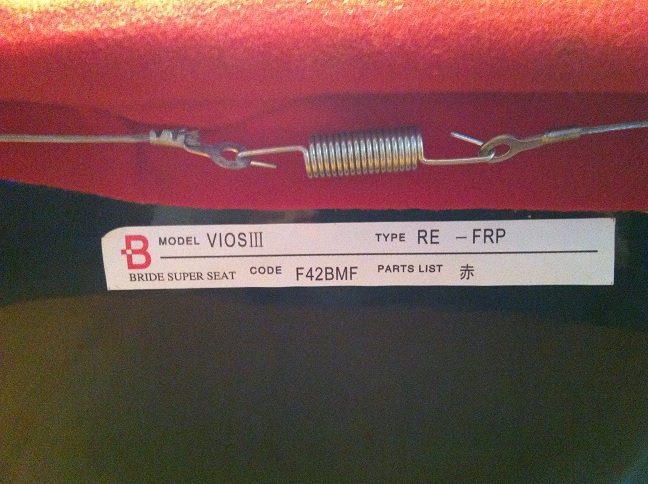 B MODEL VIOSIII TYPE RE -FRP
BRIDE SUPER SEAT CODE F42BMF PARTS LIST 赤